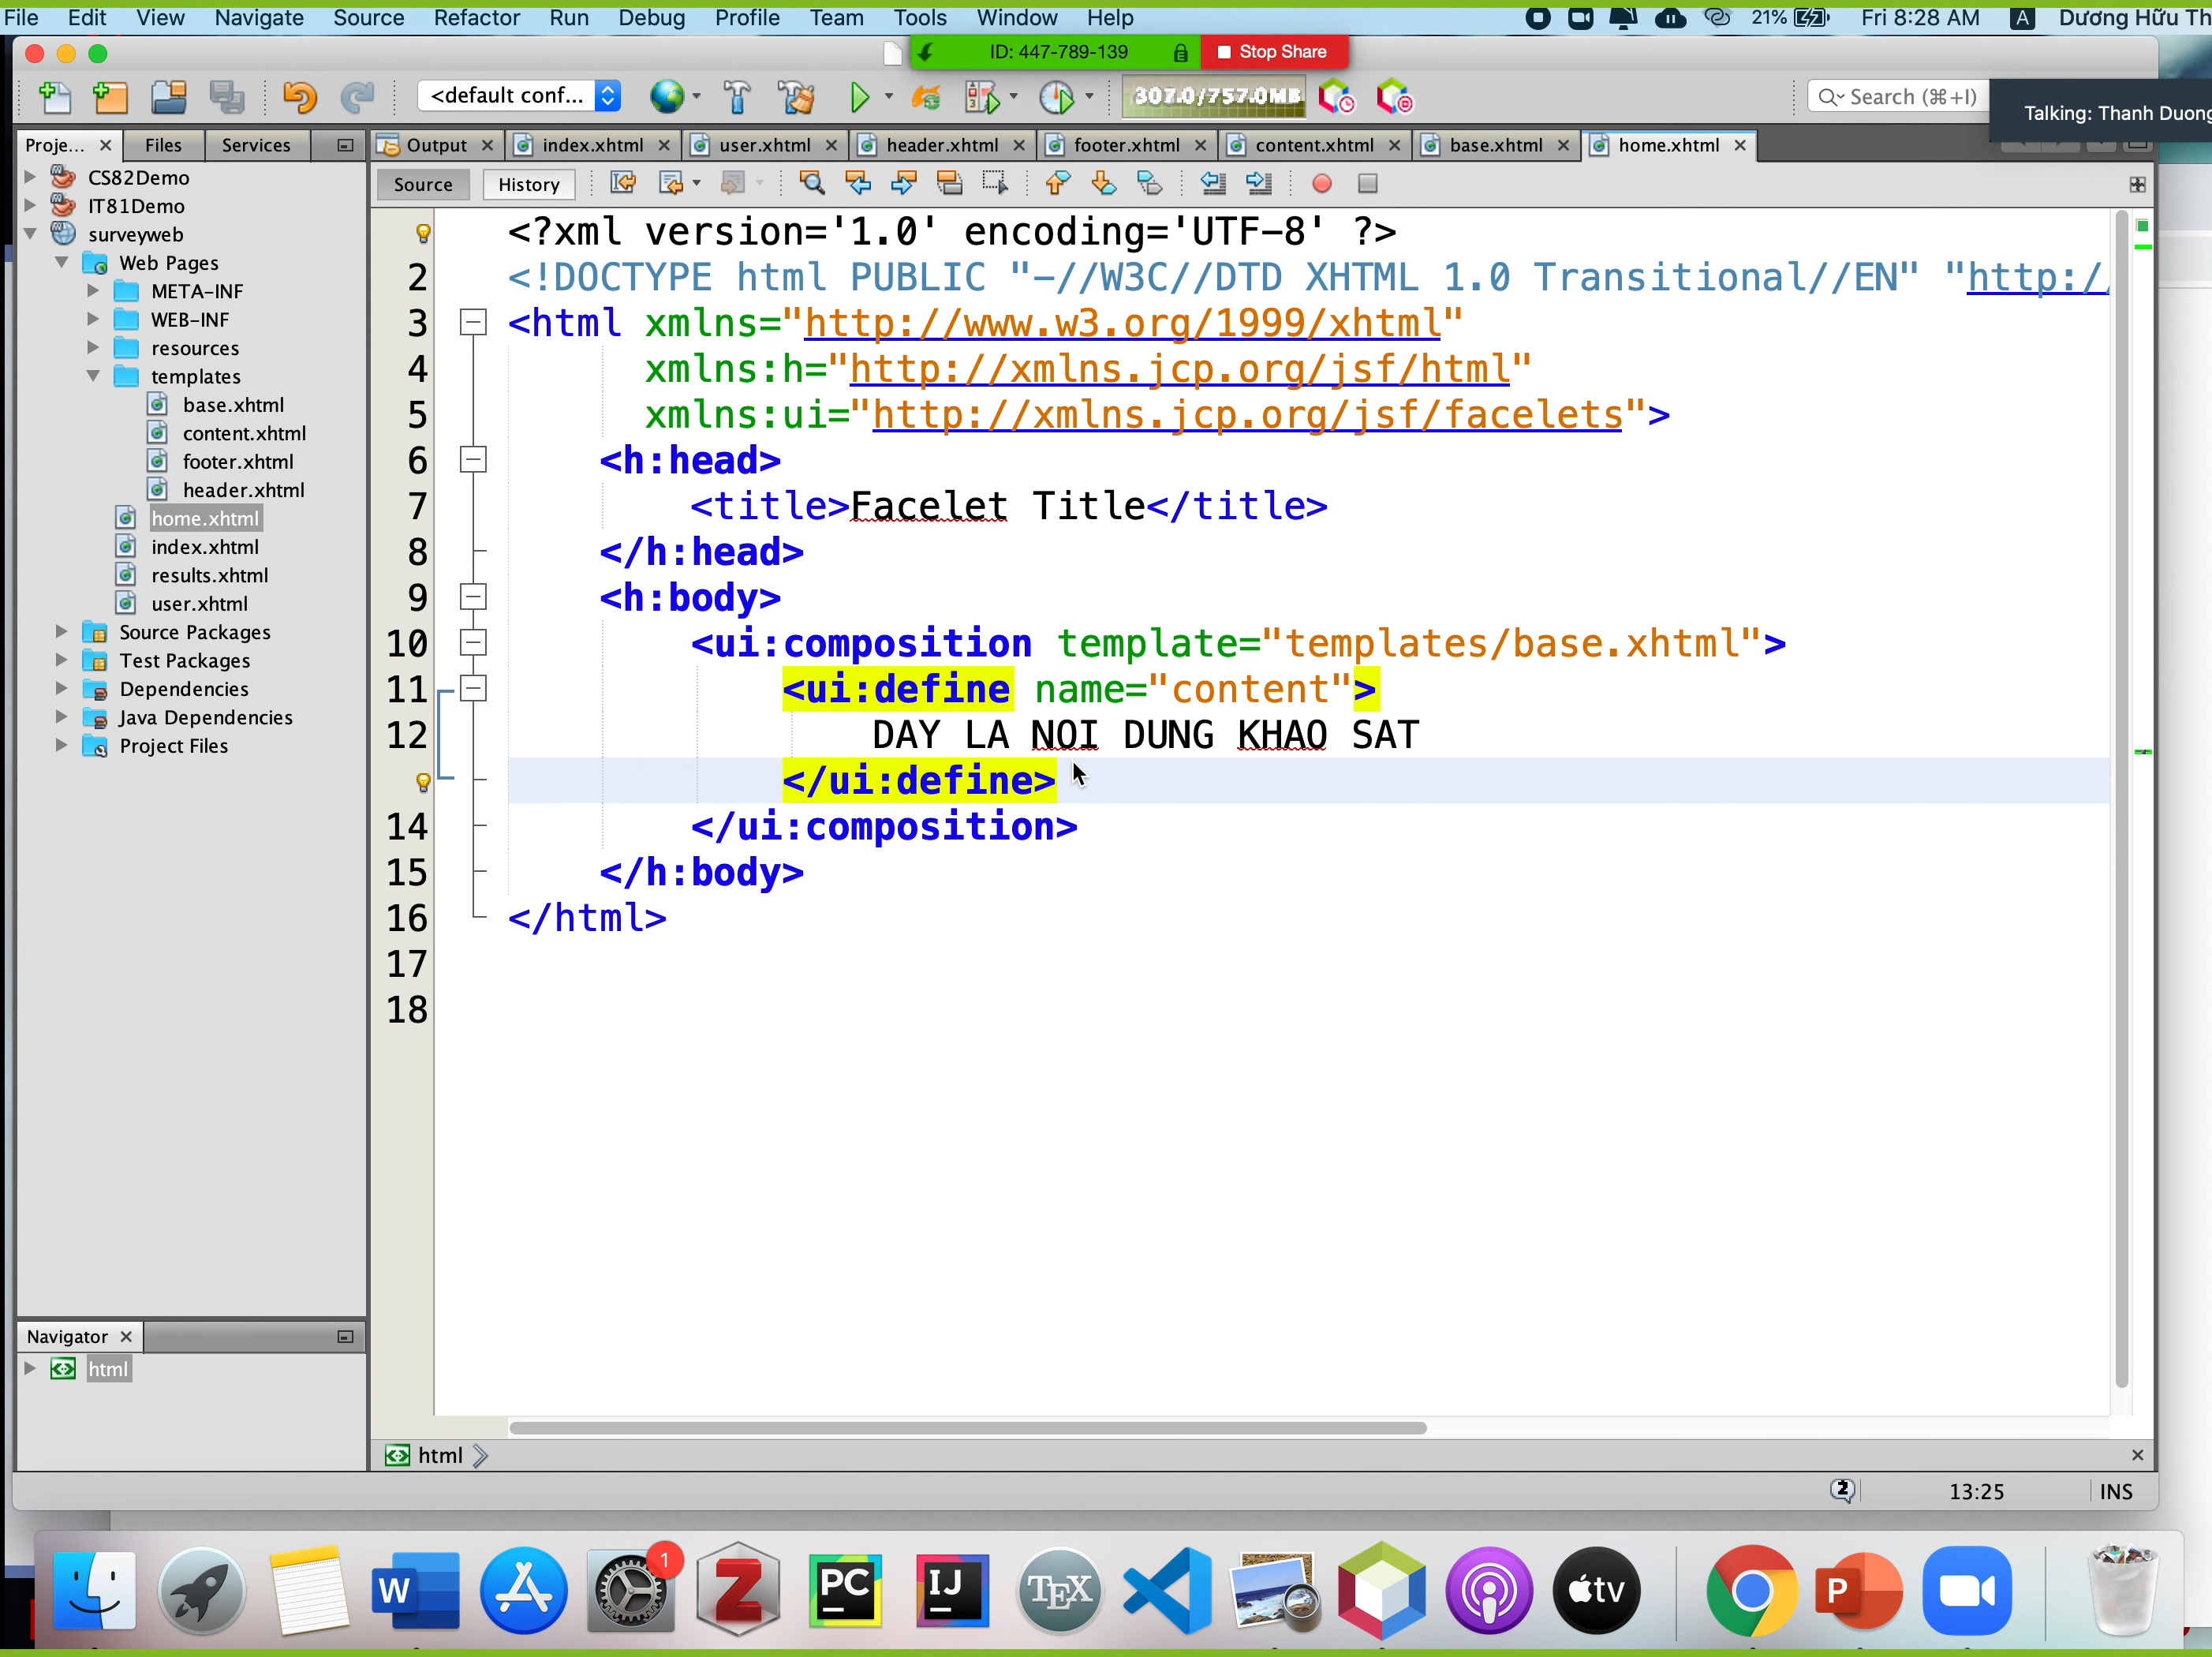 File Edit View Navigate Source Refactor Run Debug Profile Team Tools Window Help 21% Fri 8:28 AM A Dương Hữu Th
ID: 447-789-139 Stop Share
<default conf... 307.0/757.0MB Search (⌘+I)
Talking: Thanh Duong
Proje... Files Services Output index.xhtml user.xhtml header.xhtml footer.xhtml content.xhtml base.xhtml home.xhtml
Source History
CS82Demo
IT81Demo
surveyweb
Web Pages
META-INF
WEB-INF
resources
templates
base.xhtml
content.xhtml
footer.xhtml
header.xhtml
home.xhtml
index.xhtml
results.xhtml
user.xhtml
Source Packages
Test Packages
Dependencies
Java Dependencies
Project Files
<?xml version='1.0' encoding='UTF-8' ?>
2 <!DOCTYPE html PUBLIC "-//W3C//DTD XHTML 1.0 Transitional//EN" "http://
3 <html xmlns="http://www.w3.org/1999/xhtml"
4 xmlns:h="http://xmlns.jcp.org/jsf/html"
5 xmlns:ui="http://xmlns.jcp.org/jsf/facelets">
6 <h:head>
7 <title>Facelet Title</title>
8 </h:head>
9 <h:body>
10 <ui:composition template="templates/base.xhtml">
11 <ui:define name="content">
12 DAY LA NOI DUNG KHAO SAT
</ui:define>
14 </ui:composition>
15 </h:body>
16 </html>
17
18
Navigator
html
html
2 13:25 INS
1
W Z PC IJ TEX tv P